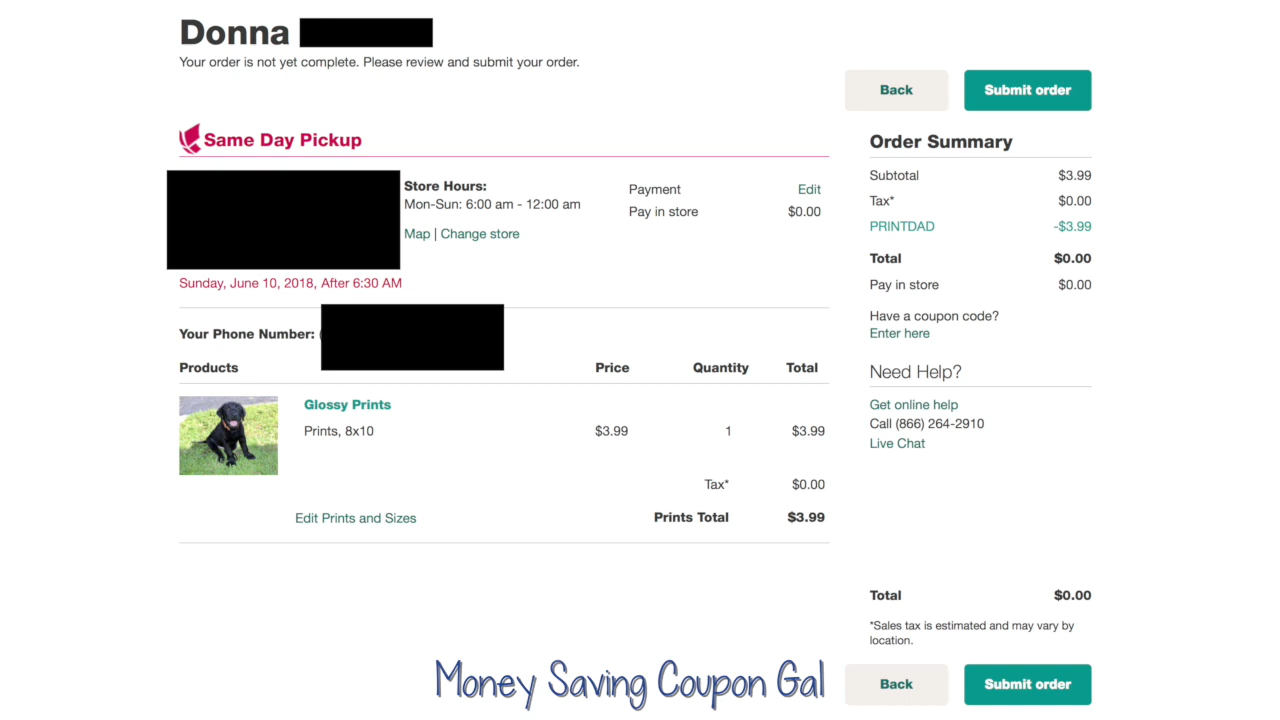 Donna
Your order is not yet complete. Please review and submit your order.
Back
Submit order
Same Day Pickup
Store Hours:
Mon-Sun: 6:00 am - 12:00 am
Map | Change store
Payment Edit
Pay in store $0.00
Sunday, June 10, 2018, After 6:30 AM
Your Phone Number: (
Products Price Quantity Total
Glossy Prints
Prints, 8x10 $3.99 1 $3.99
Tax* $0.00
Edit Prints and Sizes Prints Total $3.99
Order Summary
Subtotal $3.99
Tax* $0.00
PRINTDAD -$3.99
Total $0.00
Pay in store $0.00
Have a coupon code?
Enter here
Need Help?
Get online help
Call (866) 264-2910
Live Chat
Total $0.00
*Sales tax is estimated and may vary by
location.
Back
Submit order
Money Saving Coupon Gal